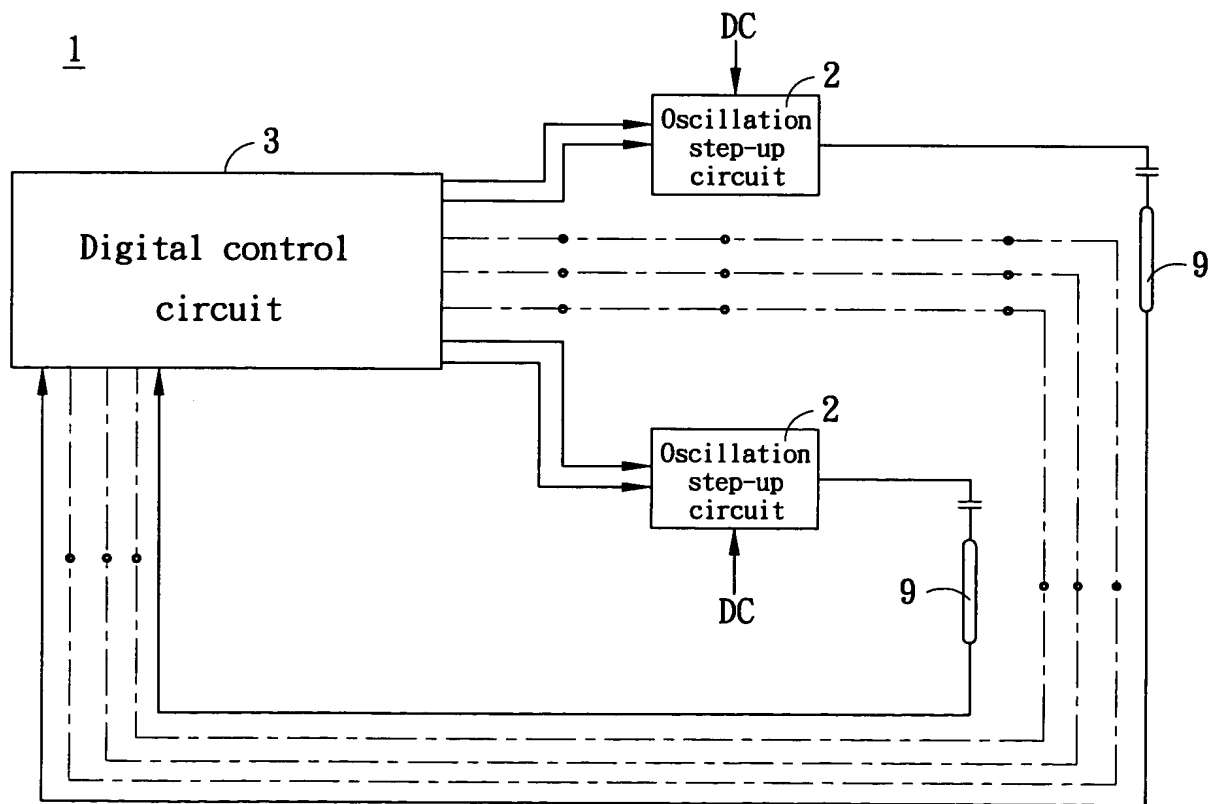 1
DC
2
Oscillation
step-up
circuit
3
Digital control
circuit
9
2
Oscillation
step-up
circuit
9
DC